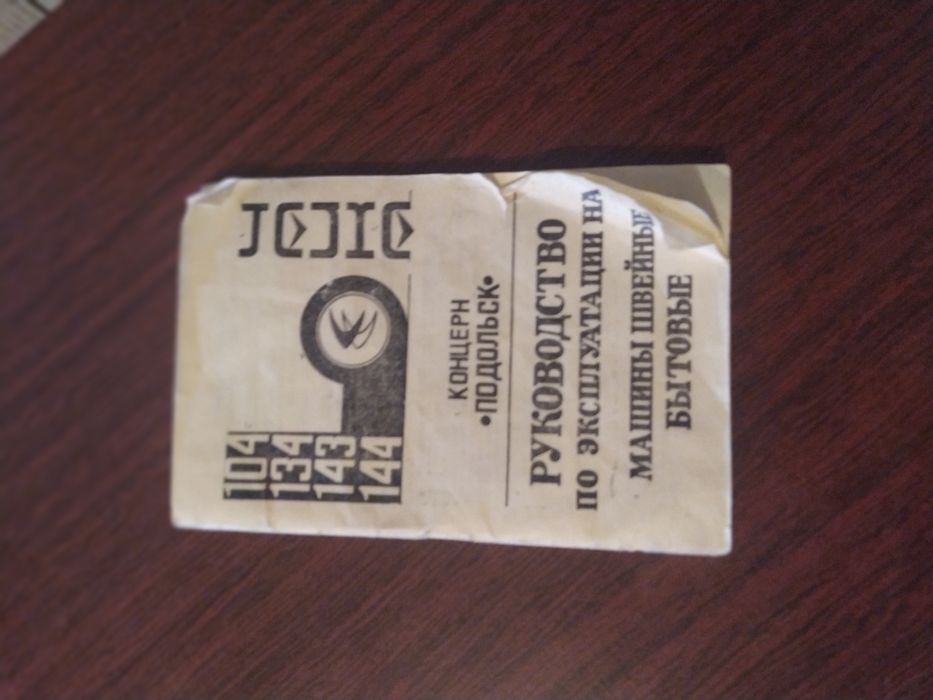 104
134
143
144
КОНЦЕРН
•ПОДОЛЬСК•
РУКОВОДСТВО
ПО ЭКСПЛУАТАЦИИ НА
МАШИНЫ ШВЕЙНЫЕ
БЫТОВЫЕ